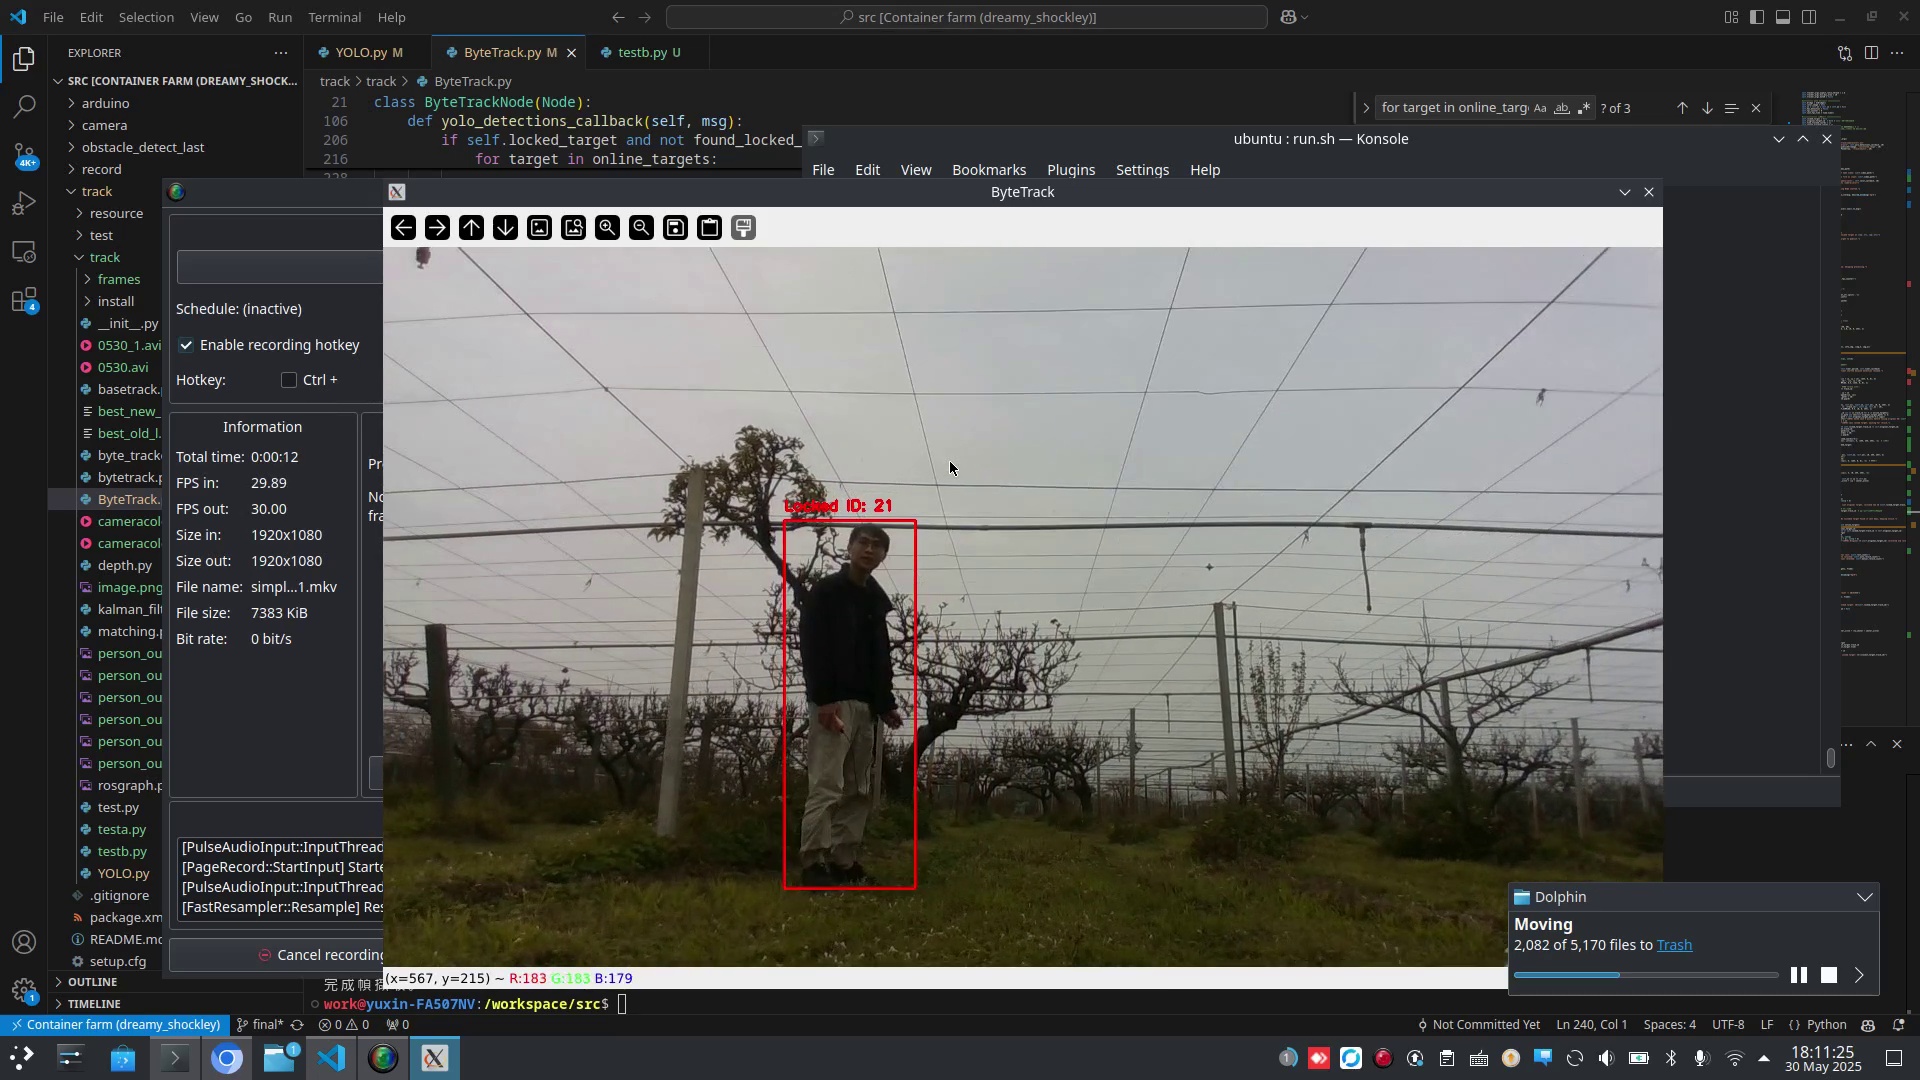 File Edit Selection View Go Run Terminal Help
src [Container farm (dreamy_shockley)]
EXPLORER
YOLO.py M
ByteTrack.py M
testb.py U
SRC [CONTAINER FARM (DREAMY_SHOCK...
track > track > ByteTrack.py
arduino
camera
obstacle_detect_last
record
track
resource
test
track
frames
install
__init__.py
0530_1.avi
0530.avi
basetrack.
best_new_
best_old_l.
byte_track
bytetrack.p
ByteTrack.
cameracol
cameracol
depth.py
image.png
kalman_filt
matching.p
person_ou
person_ou
person_ou
person_ou
person_ou
person_ou
rosgraph.p
test.py
testa.py
testb.py
YOLO.py
.gitignore
package.xm
README.md
setup.cfg
OUTLINE
TIMELINE
21 class ByteTrackNode(Node):
106 def yolo_detections_callback(self, msg):
206 if self.locked_target and not found_locked_
216 for target in online_targets:
228
for target in online_targ
Aa ab .*
? of 3
ubuntu : run.sh — Konsole
File Edit View Bookmarks Plugins Settings Help
Schedule: (inactive)
Enable recording hotkey
Hotkey: Ctrl +
Information
Total time: 0:00:12
FPS in: 29.89
FPS out: 30.00
Size in: 1920x1080
Size out: 1920x1080
File name: simpl...1.mkv
File size: 7383 KiB
Bit rate: 0 bit/s
Pr
No
fra
[PulseAudioInput::InputThread
[PageRecord::StartInput] Starte
[PulseAudioInput::InputThread
[FastResampler::Resample] Res
Cancel recording
ByteTrack
Locked ID: 21
(x=567, y=215) ~ R:183 G:183 B:179
work@yuxin-FA507NV:/workspace/src$
Dolphin
Moving
2,082 of 5,170 files to Trash
Container farm (dreamy_shockley)
final*
0 0
0
Not Committed Yet
Ln 240, Col 1
Spaces: 4
UTF-8
LF
{} Python
4K+
4
1
1
1
18:11:25
30 May 2025